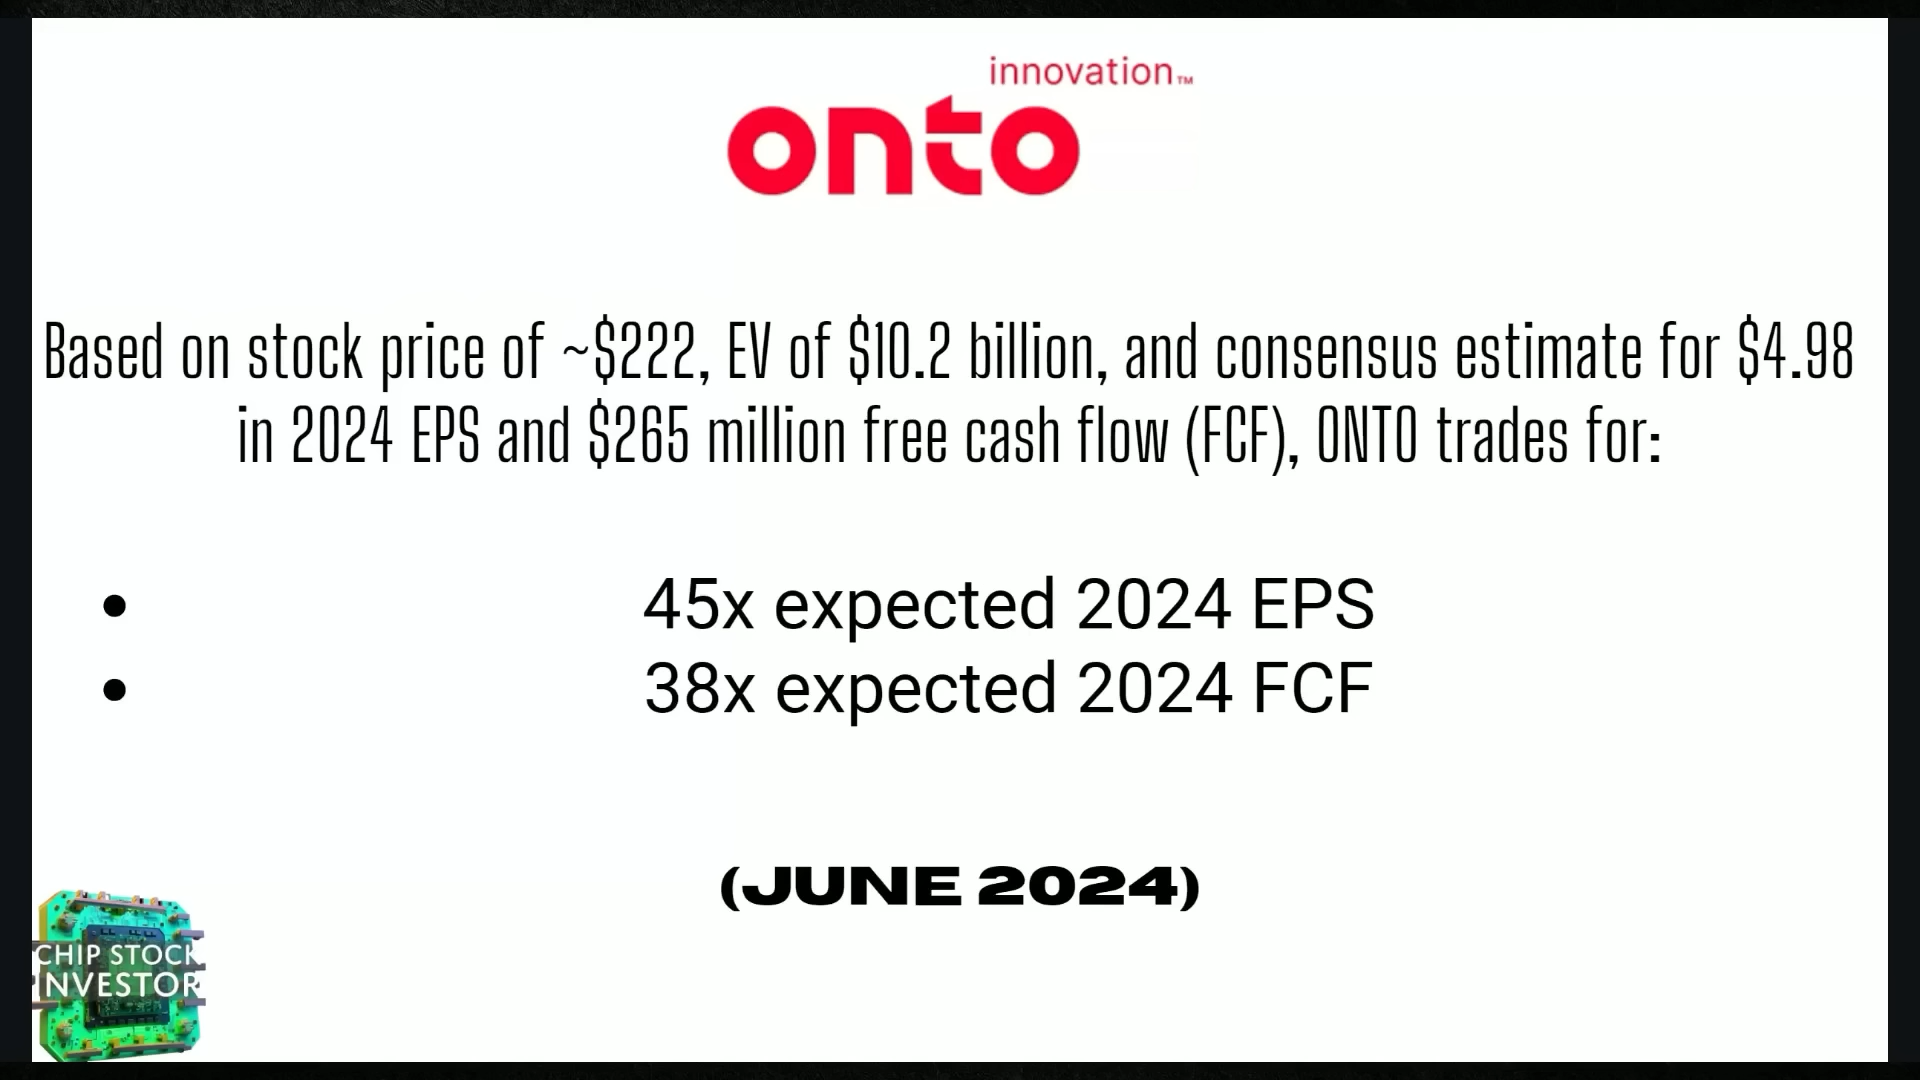 innovation™
onto
Based on stock price of ~$222, EV of $10.2 billion, and consensus estimate for $4.98
in 2024 EPS and $265 million free cash flow (FCF), ONTO trades for:
• 45x expected 2024 EPS
• 38x expected 2024 FCF
(JUNE 2024)
CHIP STOCK
INVESTOR